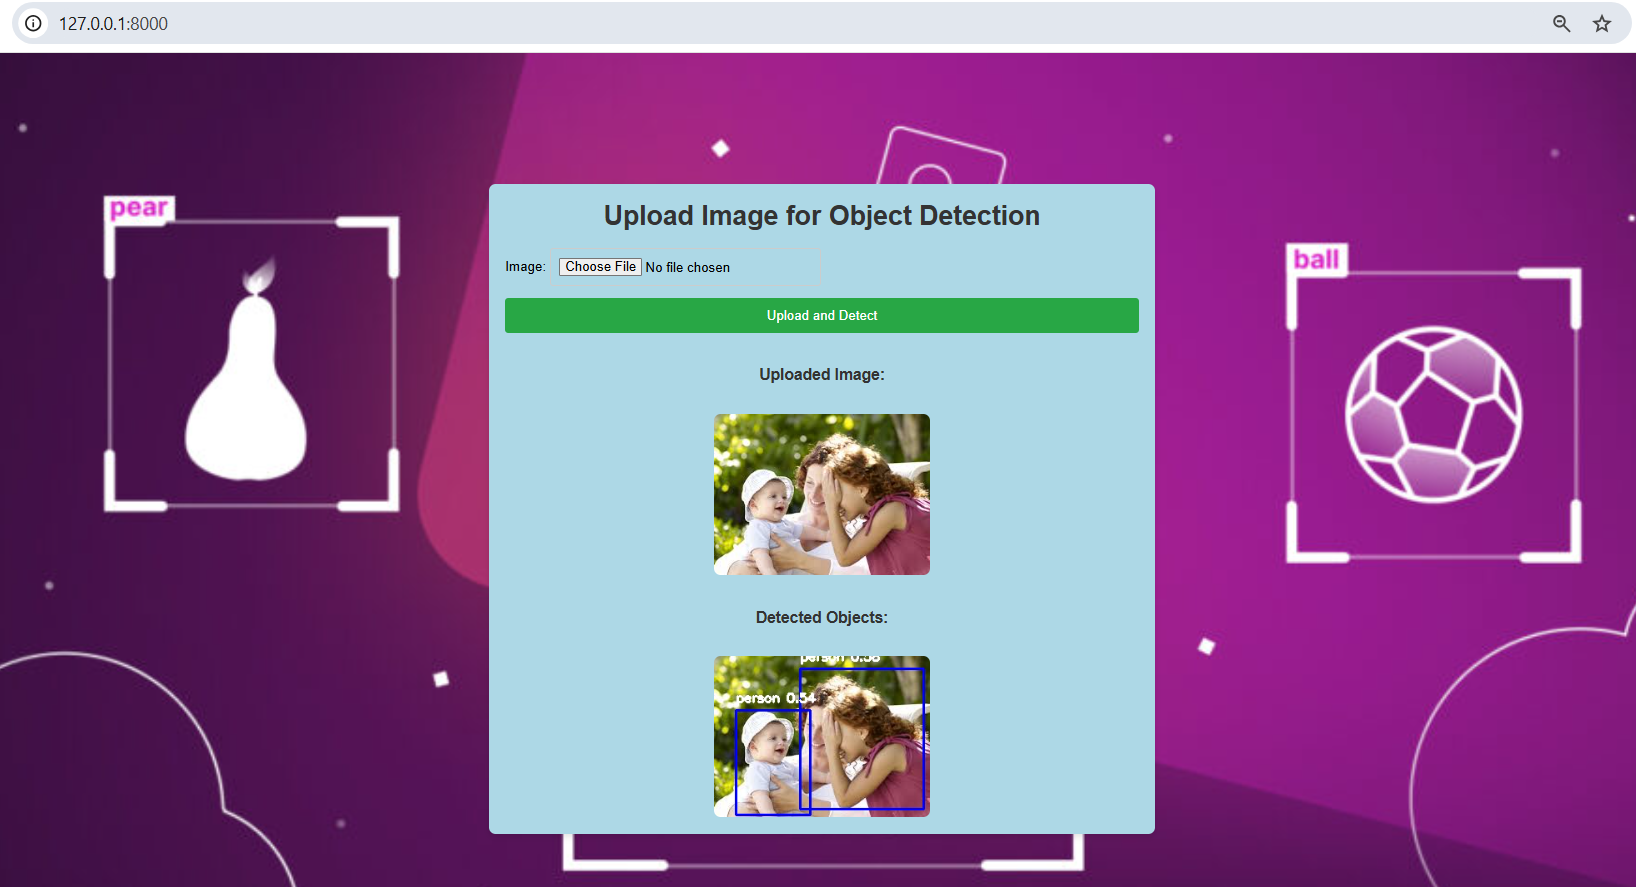 127.0.0.1:8000
pear
ball
Upload Image for Object Detection
Image: Choose File No file chosen
Upload and Detect
Uploaded Image:
Detected Objects:
person 0.58
person 0.54